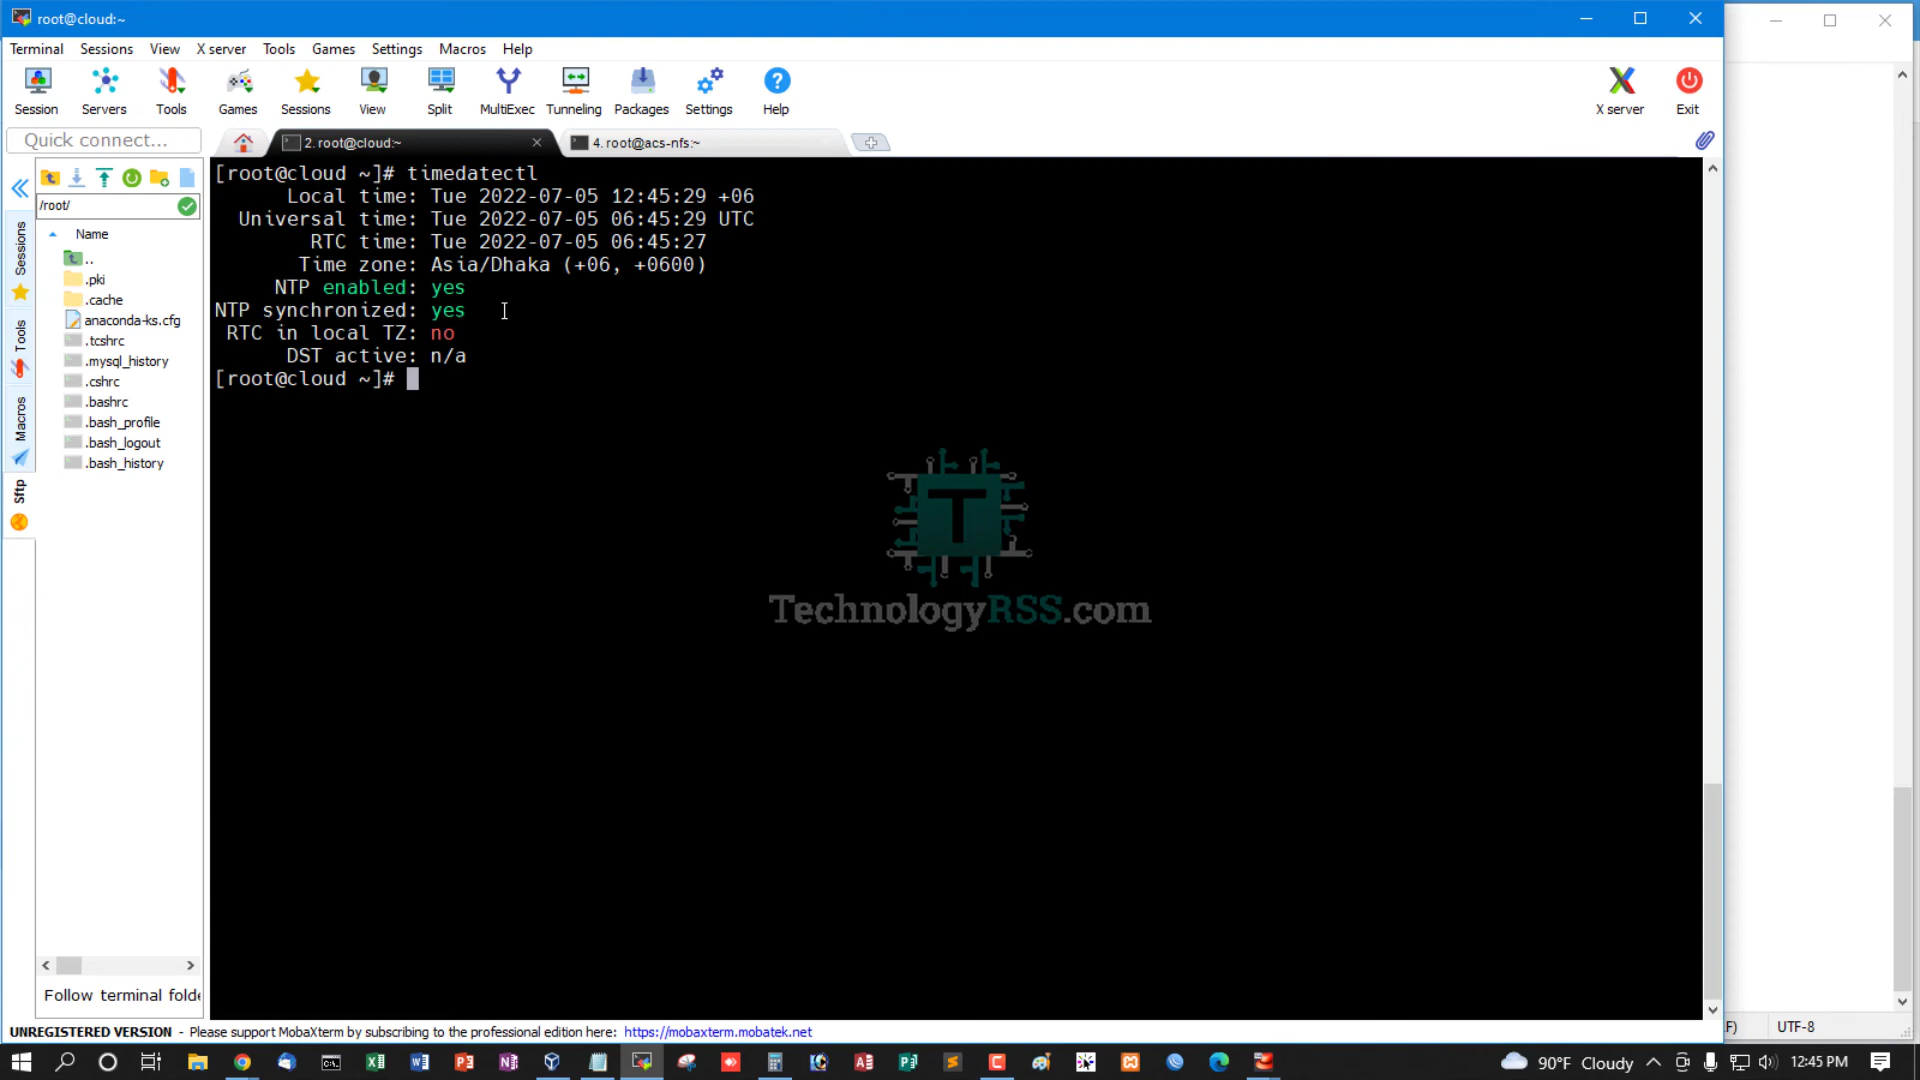 root@cloud:~
Terminal Sessions View X server Tools Games Settings Macros Help
Session Servers Tools Games Sessions View Split MultiExec Tunneling Packages Settings Help X server Exit
Quick connect...
2. root@cloud:~
4. root@acs-nfs:~
/root/
Name
..
.pki
.cache
anaconda-ks.cfg
.tcshrc
.mysql_history
.cshrc
.bashrc
.bash_profile
.bash_logout
.bash_history
Sessions
Tools
Macros
Sftp
[root@cloud ~]# timedatectl
Local time: Tue 2022-07-05 12:45:29 +06
Universal time: Tue 2022-07-05 06:45:29 UTC
RTC time: Tue 2022-07-05 06:45:27
Time zone: Asia/Dhaka (+06, +0600)
NTP enabled: yes
NTP synchronized: yes
RTC in local TZ: no
DST active: n/a
[root@cloud ~]#
T
TechnologyRSS.com
Follow terminal folde
UNREGISTERED VERSION - Please support MobaXterm by subscribing to the professional edition here: https://mobaxterm.mobatek.net
F) UTF-8
90°F Cloudy 12:45 PM